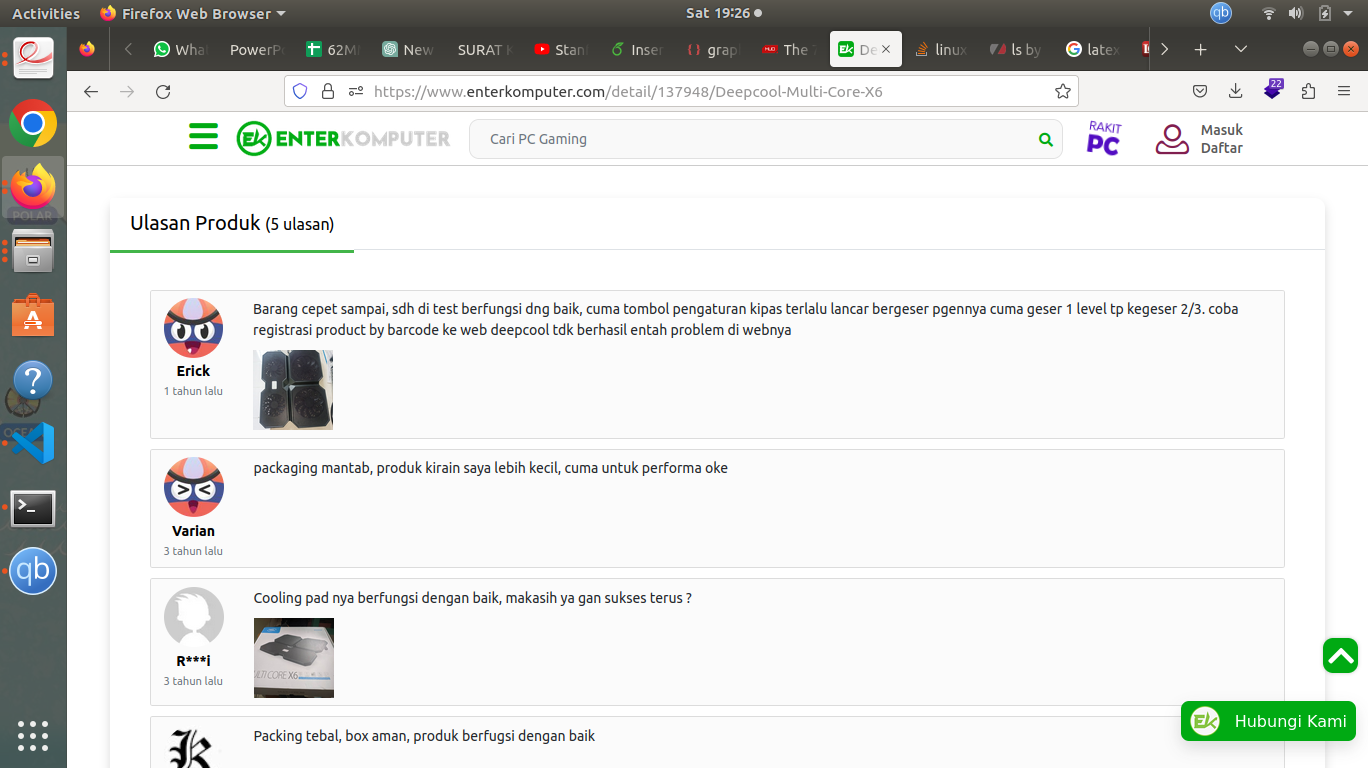 Activities
Firefox Web Browser
Sat 19:26
What
PowerP
62M
New
SURAT K
Stanl
Inser
grap
The
De
linux
ls by
G latex
https://www.enterkomputer.com/detail/137948/Deepcool-Multi-Core-X6
22
ENTERKOMPUTER
Cari PC Gaming
RAKIT
PC
Masuk
Daftar
Ulasan Produk (5 ulasan)
Barang cepet sampai, sdh di test berfungsi dng baik, cuma tombol pengaturan kipas terlalu lancar bergeser pgennya cuma geser 1 level tp kegeser 2/3. coba
registrasi product by barcode ke web deepcool tdk berhasil entah problem di webnya
Erick
1 tahun lalu
packaging mantab, produk kirain saya lebih kecil, cuma untuk performa oke
Varian
3 tahun lalu
Cooling pad nya berfungsi dengan baik, makasih ya gan sukses terus ?
R***i
3 tahun lalu
Packing tebal, box aman, produk berfugsi dengan baik
Hubungi Kami
POLAR
qb